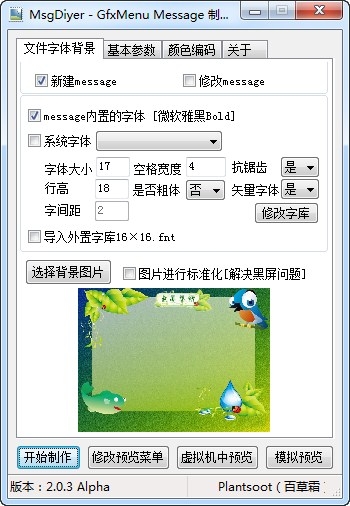 MsgDiyer - GfxMenu Message 制...
文件字体背景 基本参数 颜色编码 关于
新建message 修改message
message内置的字体 [微软雅黑Bold]
系统字体
字体大小 17 空格宽度 4 抗锯齿 是
行高 18 是否粗体 否 矢量字体 是
字间距 2 修改字库
导入外置字库16×16.fnt
选择背景图片 图片进行标准化[解决黑屏问题]
开始制作 修改预览菜单 虚拟机中预览 模拟预览
版本：2.0.3 Alpha Plantsoot（百草霜